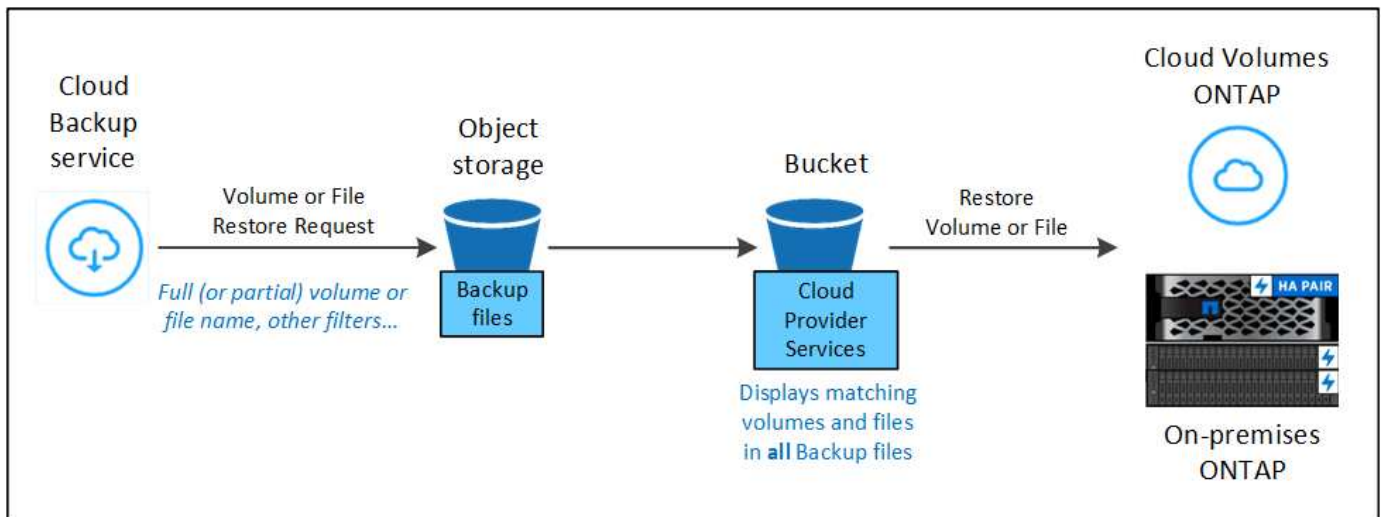 Cloud
Backup
service
Volume or File
Restore Request
Full (or partial) volume or
file name, other filters...
Object
storage
Backup
files
Bucket
Cloud
Provider
Services
Displays matching
volumes and files
in all Backup files
Restore
Volume or File
Cloud Volumes
ONTAP
HA PAIR
On-premises
ONTAP